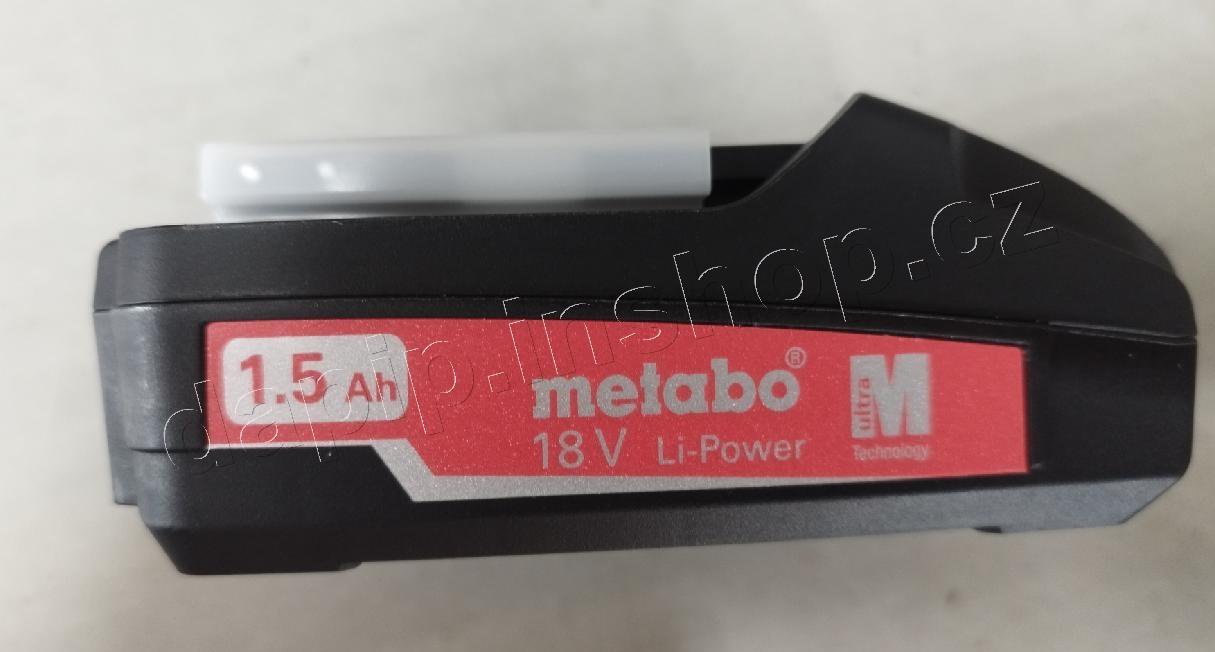 1.5 Ah
metabo®
18 V Li-Power
ultra M
Technology
dapip.inshop.cz